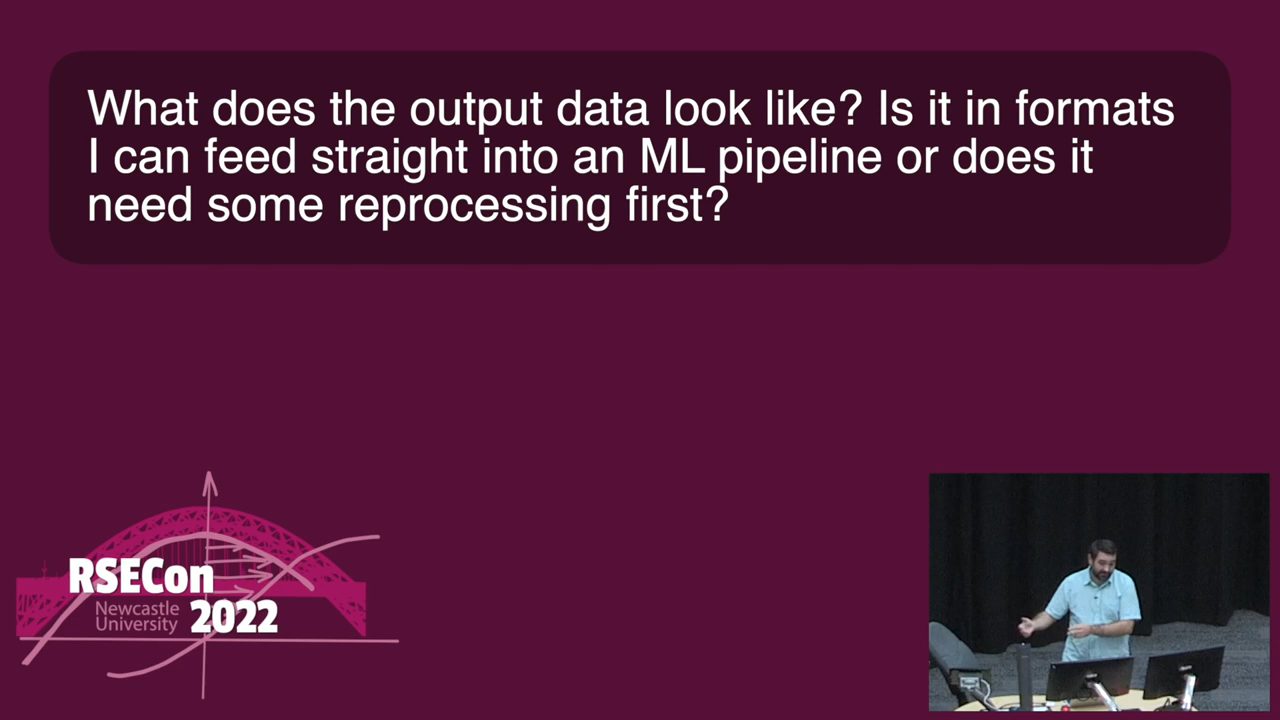 What does the output data look like? Is it in formats
I can feed straight into an ML pipeline or does it
need some reprocessing first?
RSECon
Newcastle
University
2022